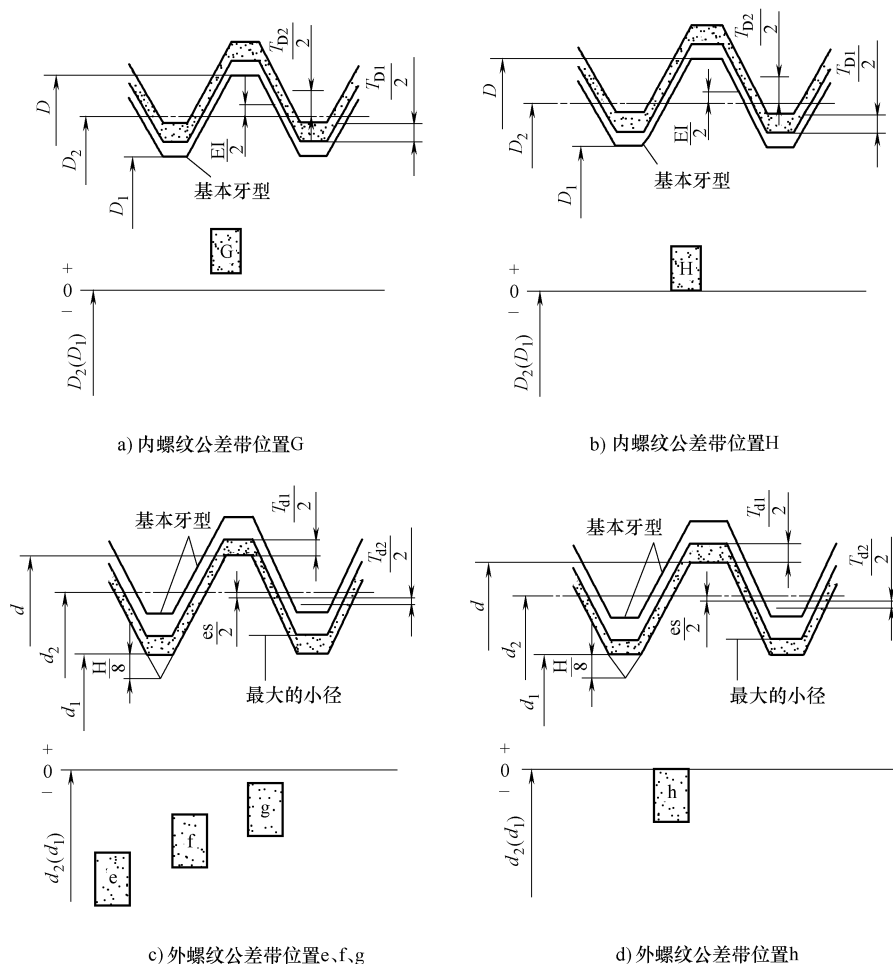 T_D2/2
T_D1/2
D
D_2
D_1
EI/2
基本牙型
G
+
0
−
D_2(D_1)
a) 内螺纹公差带位置G
T_D2/2
T_D1/2
D
D_2
D_1
EI/2
基本牙型
H
+
0
−
D_2(D_1)
b) 内螺纹公差带位置H
基本牙型
T_d1/2
T_d2/2
d
d_2
d_1
es/2
H/8
最大的小径
+
0
−
e
f
g
d_2(d_1)
c) 外螺纹公差带位置e、f、g
基本牙型
T_d1/2
T_d2/2
d
d_2
d_1
es/2
H/8
最大的小径
+
0
−
h
d_2(d_1)
d) 外螺纹公差带位置h